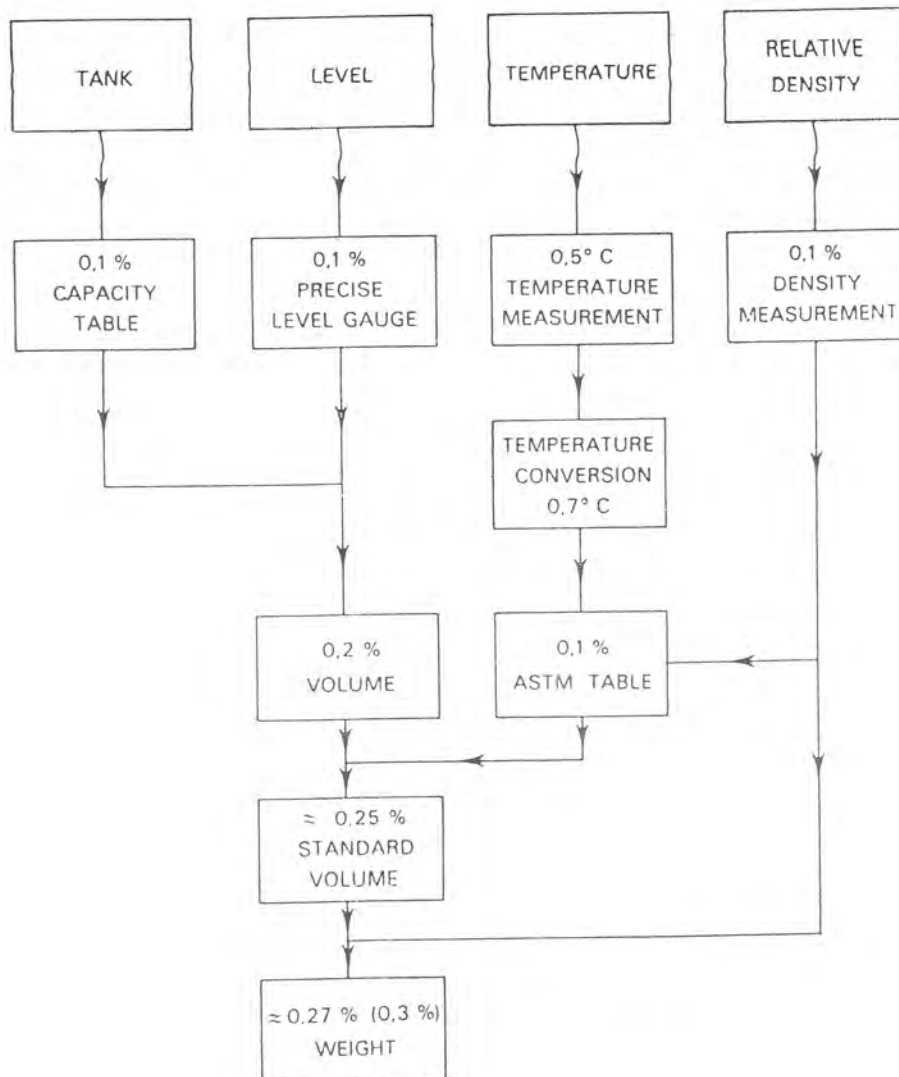 TANK
LEVEL
TEMPERATURE
RELATIVE
DENSITY
0,1 %
CAPACITY
TABLE
0,1 %
PRECISE
LEVEL GAUGE
0,5° C
TEMPERATURE
MEASUREMENT
0,1 %
DENSITY
MEASUREMENT
TEMPERATURE
CONVERSION
0,7° C
0,2 %
VOLUME
0,1 %
ASTM TABLE
≈ 0,25 %
STANDARD
VOLUME
≈ 0,27 % (0,3 %)
WEIGHT